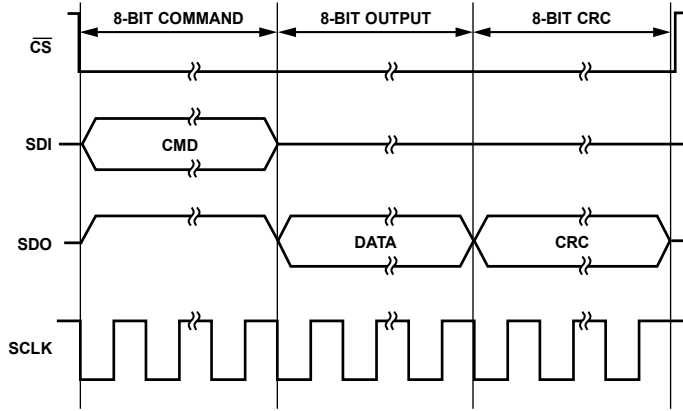 8-BIT COMMAND 8-BIT OUTPUT 8-BIT CRC
CS
SDI CMD
SDO DATA CRC
SCLK